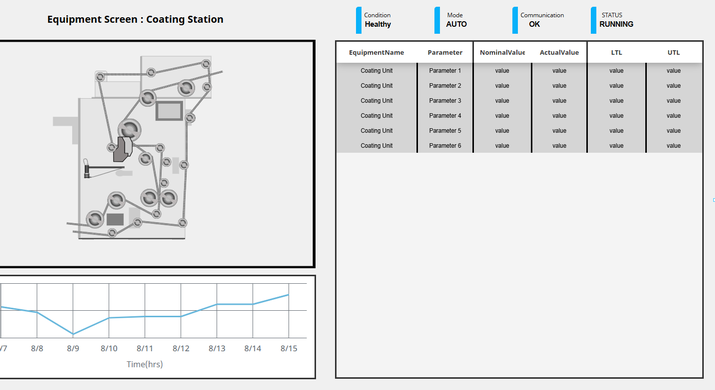 Equipment Screen : Coating Station
Condition
Healthy
Mode
AUTO
Communication
OK
STATUS
RUNNING
EquipmentName Parameter NominalValue ActualValue LTL UTL
Coating Unit Parameter 1 value value value value
Coating Unit Parameter 2 value value value value
Coating Unit Parameter 3 value value value value
Coating Unit Parameter 4 value value value value
Coating Unit Parameter 5 value value value value
Coating Unit Parameter 6 value value value value
/7 8/8 8/9 8/10 8/11 8/12 8/13 8/14 8/15
Time(hrs)